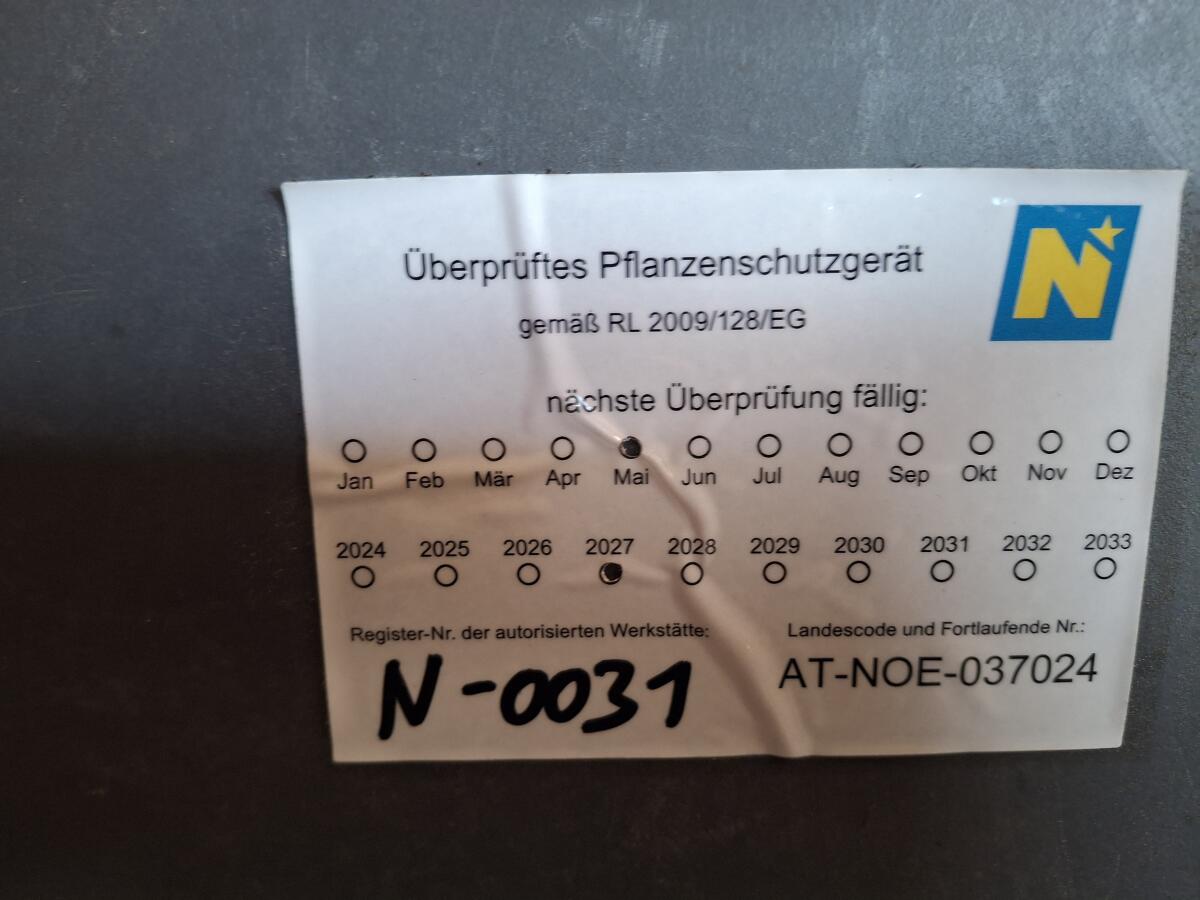 Überprüftes Pflanzenschutzgerät
N
gemäß RL 2009/128/EG
nächste Überprüfung fällig:
Jan Feb Mär Apr Mai Jun Jul Aug Sep Okt Nov Dez
2024 2025 2026 2027 2028 2029 2030 2031 2032 2033
Register-Nr. der autorisierten Werkstätte:
N-0031
Landescode und Fortlaufende Nr.:
AT-NOE-037024